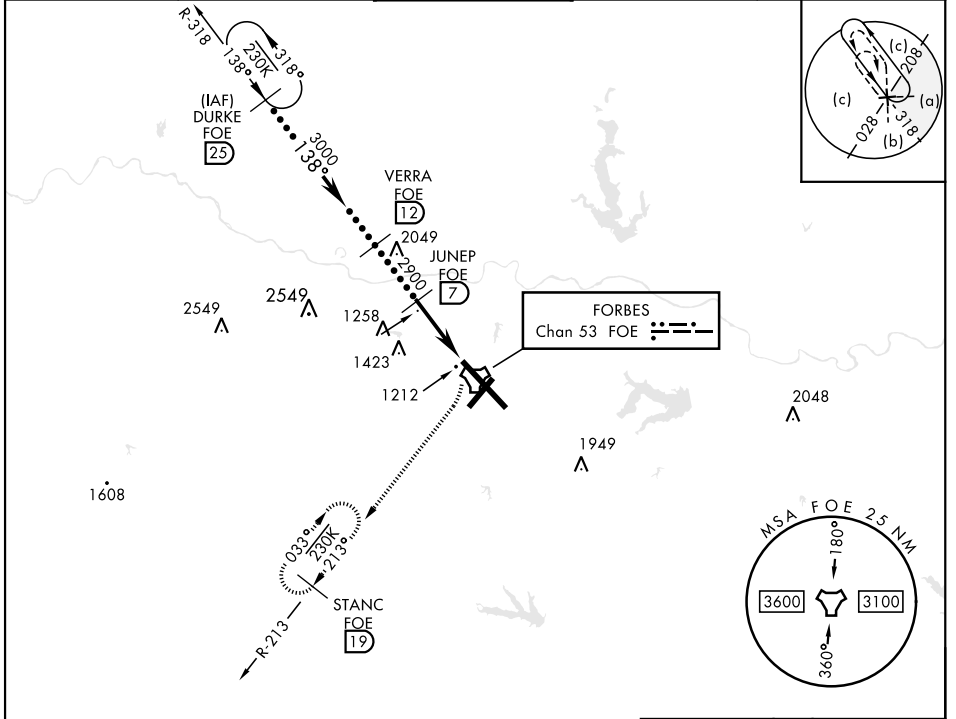 R-318
138°
230K
318°
(IAF)
DURKE
FOE
25
3000
138°
VERRA
FOE
12
2049
2900
JUNEP
FOE
7
2549
2549
1258
1423
1212
FORBES
Chan 53 FOE
2048
1949
1608
033°
230K
213°
STANC
FOE
19
R-213
(c)
208
(c)
(a)
028
318
(b)
MSA FOE 25 NM
180°
3600
3100
360°